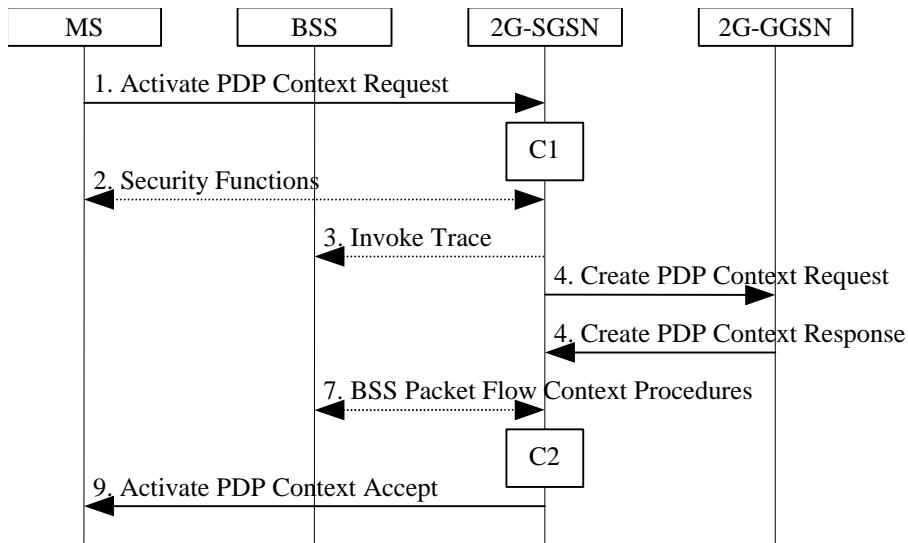 MS BSS 2G-SGSN 2G-GGSN
1. Activate PDP Context Request
C1
2. Security Functions
3. Invoke Trace
4. Create PDP Context Request
4. Create PDP Context Response
7. BSS Packet Flow Context Procedures
C2
9. Activate PDP Context Accept